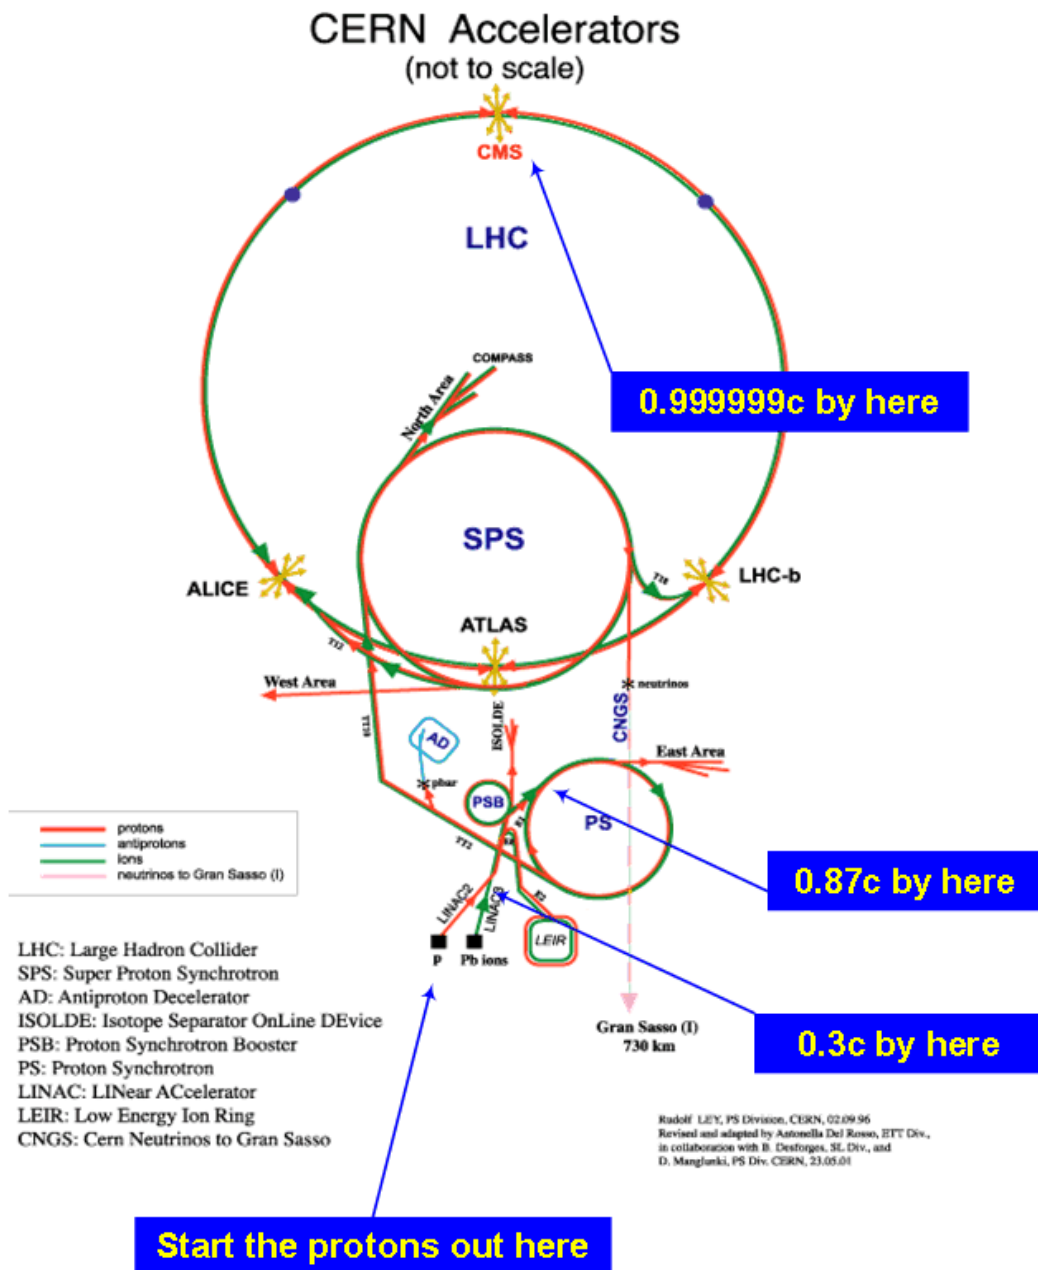 CERN Accelerators
(not to scale)
CMS
LHC
COMPASS
North Area
0.999999c by here
SPS
TI8
ALICE
LHC-b
ATLAS
TI2
West Area
neutrinos
CNGS
ISOLDE
TT10
AD
East Area
pbar
PSB
PS
protons
antiprotons
ions
neutrinos to Gran Sasso (I)
TT2
E1
0.87c by here
LINAC2
LINAC3
E2
LEIR
P
Pb ions
LHC: Large Hadron Collider
SPS: Super Proton Synchrotron
AD: Antiproton Decelerator
ISOLDE: Isotope Separator OnLine DEvice
PSB: Proton Synchrotron Booster
PS: Proton Synchrotron
LINAC: LINear ACcelerator
LEIR: Low Energy Ion Ring
CNGS: Cern Neutrinos to Gran Sasso
Gran Sasso (I)
730 km
0.3c by here
Rudolf LEY, PS Division, CERN, 02.09.96
Revised and adapted by Antonella Del Rosso, ETT Div.,
in collaboration with B. Desforges, SL Div., and
D. Manglunki, PS Div. CERN, 23.05.01
Start the protons out here